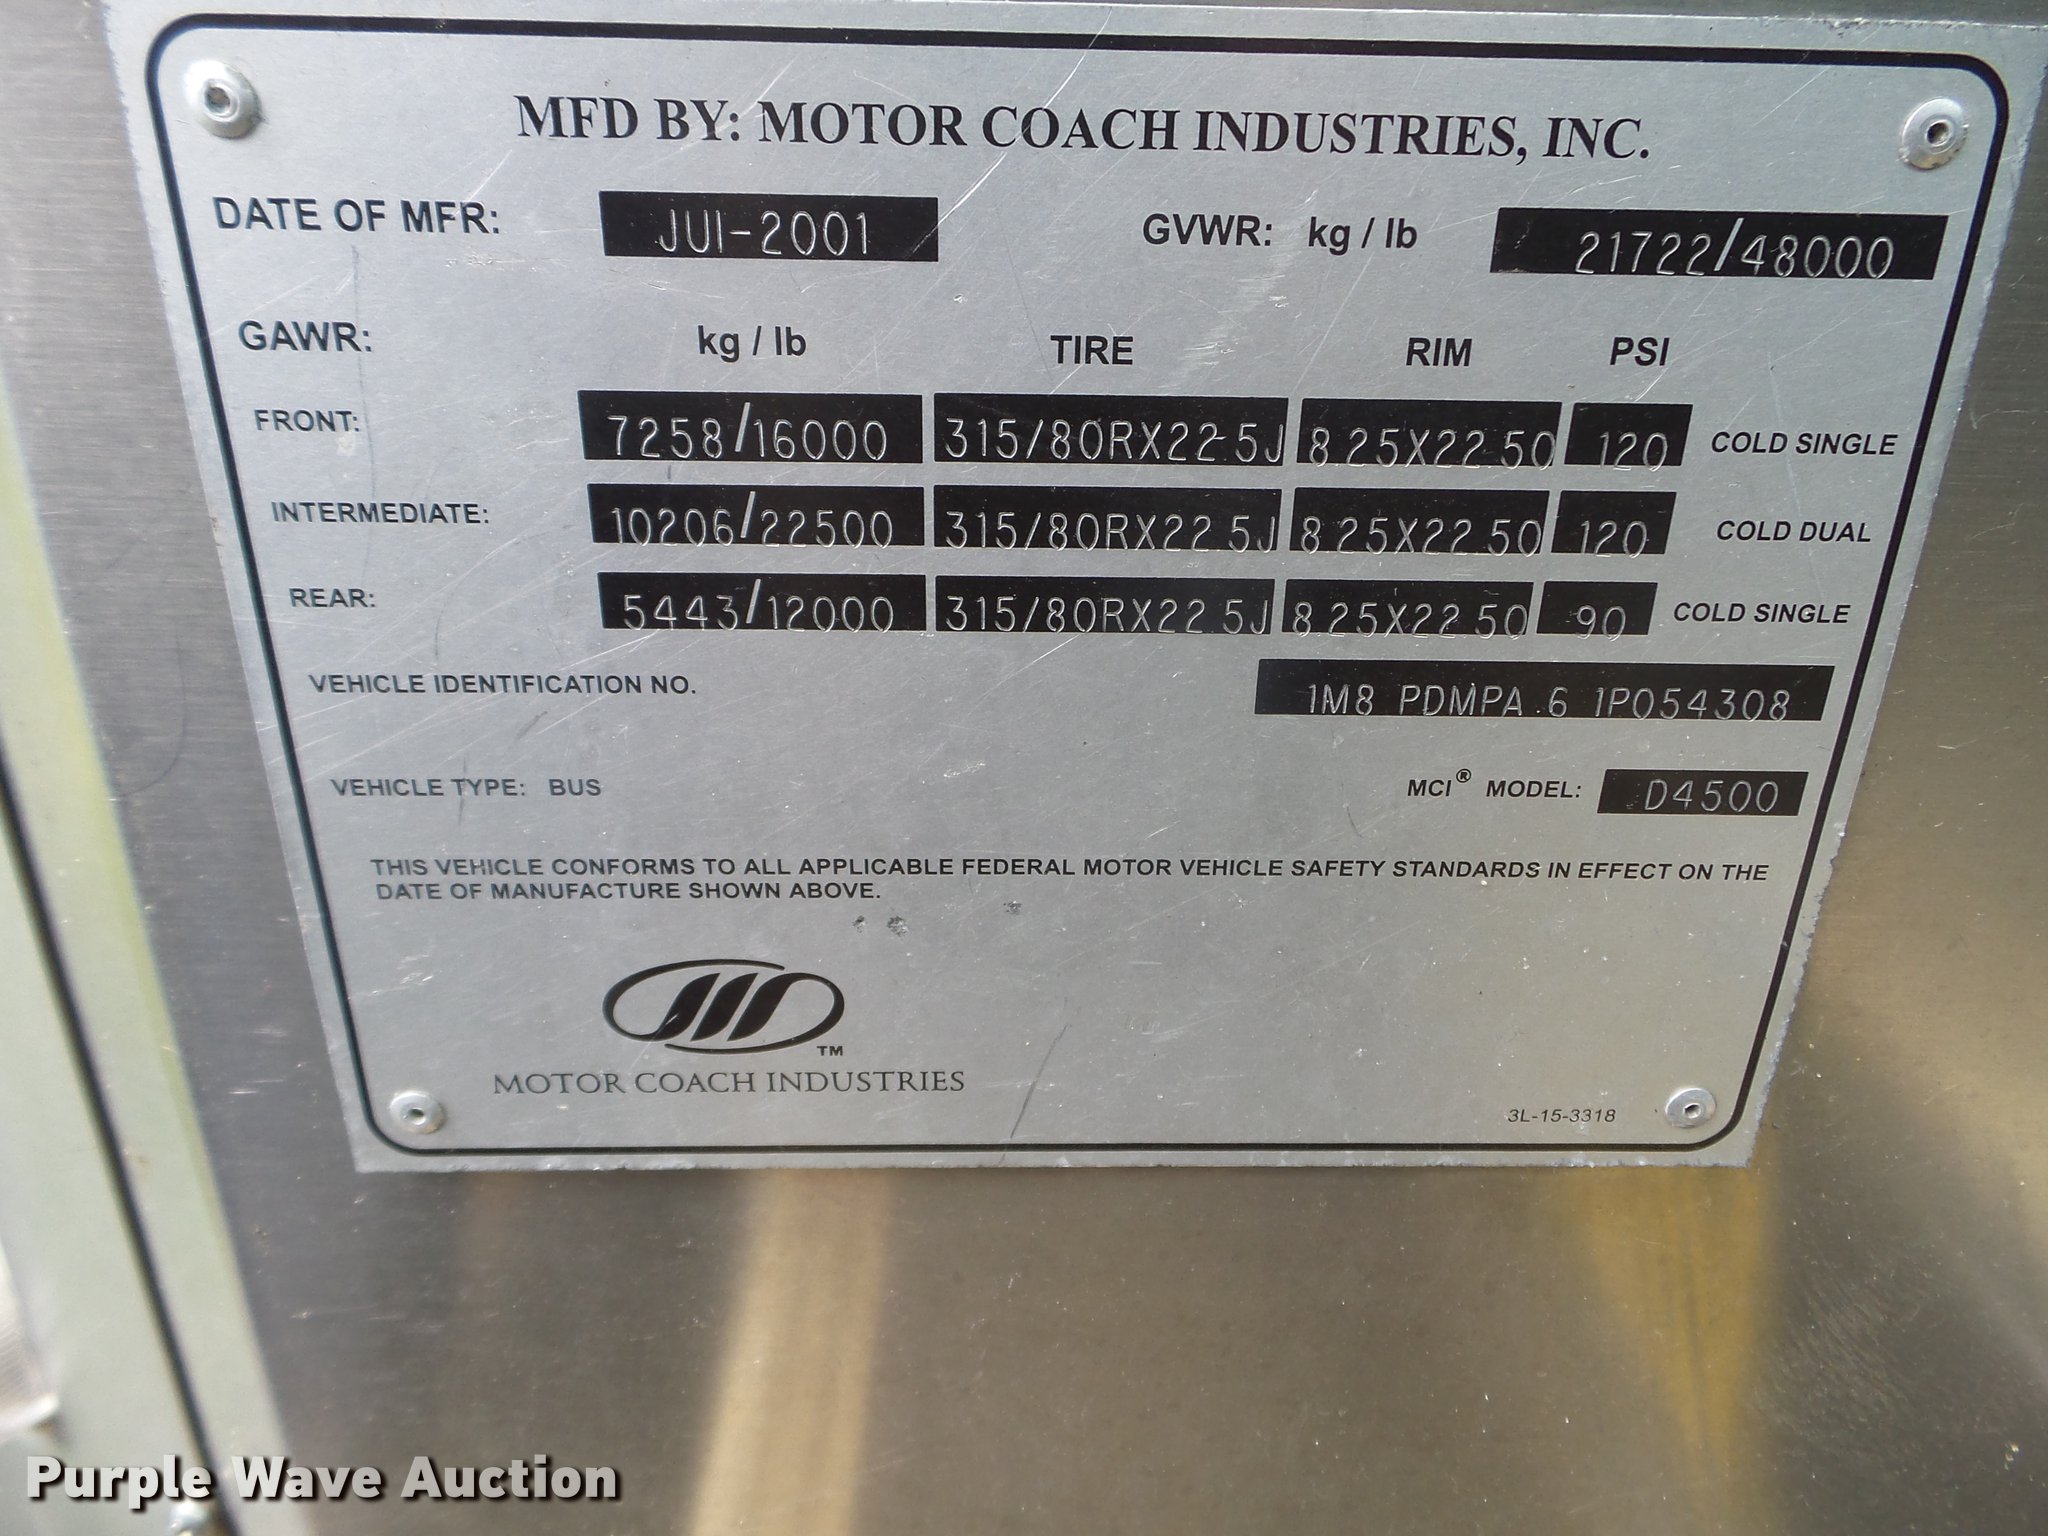 MFD BY: MOTOR COACH INDUSTRIES, INC.
DATE OF MFR: JUI-2001 GVWR: kg / lb 21722/48000
GAWR: kg / lb TIRE RIM PSI
FRONT: 7258/16000 315/80RX22.5J 8.25X22.50 120 COLD SINGLE
INTERMEDIATE: 10206/22500 315/80RX22.5J 8.25X22.50 120 COLD DUAL
REAR: 5443/12000 315/80RX22.5J 8.25X22.50 90 COLD SINGLE
VEHICLE IDENTIFICATION NO. 1M8 PDMPA 6 1P054308
VEHICLE TYPE: BUS MCI® MODEL: D4500
THIS VEHICLE CONFORMS TO ALL APPLICABLE FEDERAL MOTOR VEHICLE SAFETY STANDARDS IN EFFECT ON THE
DATE OF MANUFACTURE SHOWN ABOVE.
TM
MOTOR COACH INDUSTRIES
3L-15-3318
Purple Wave Auction